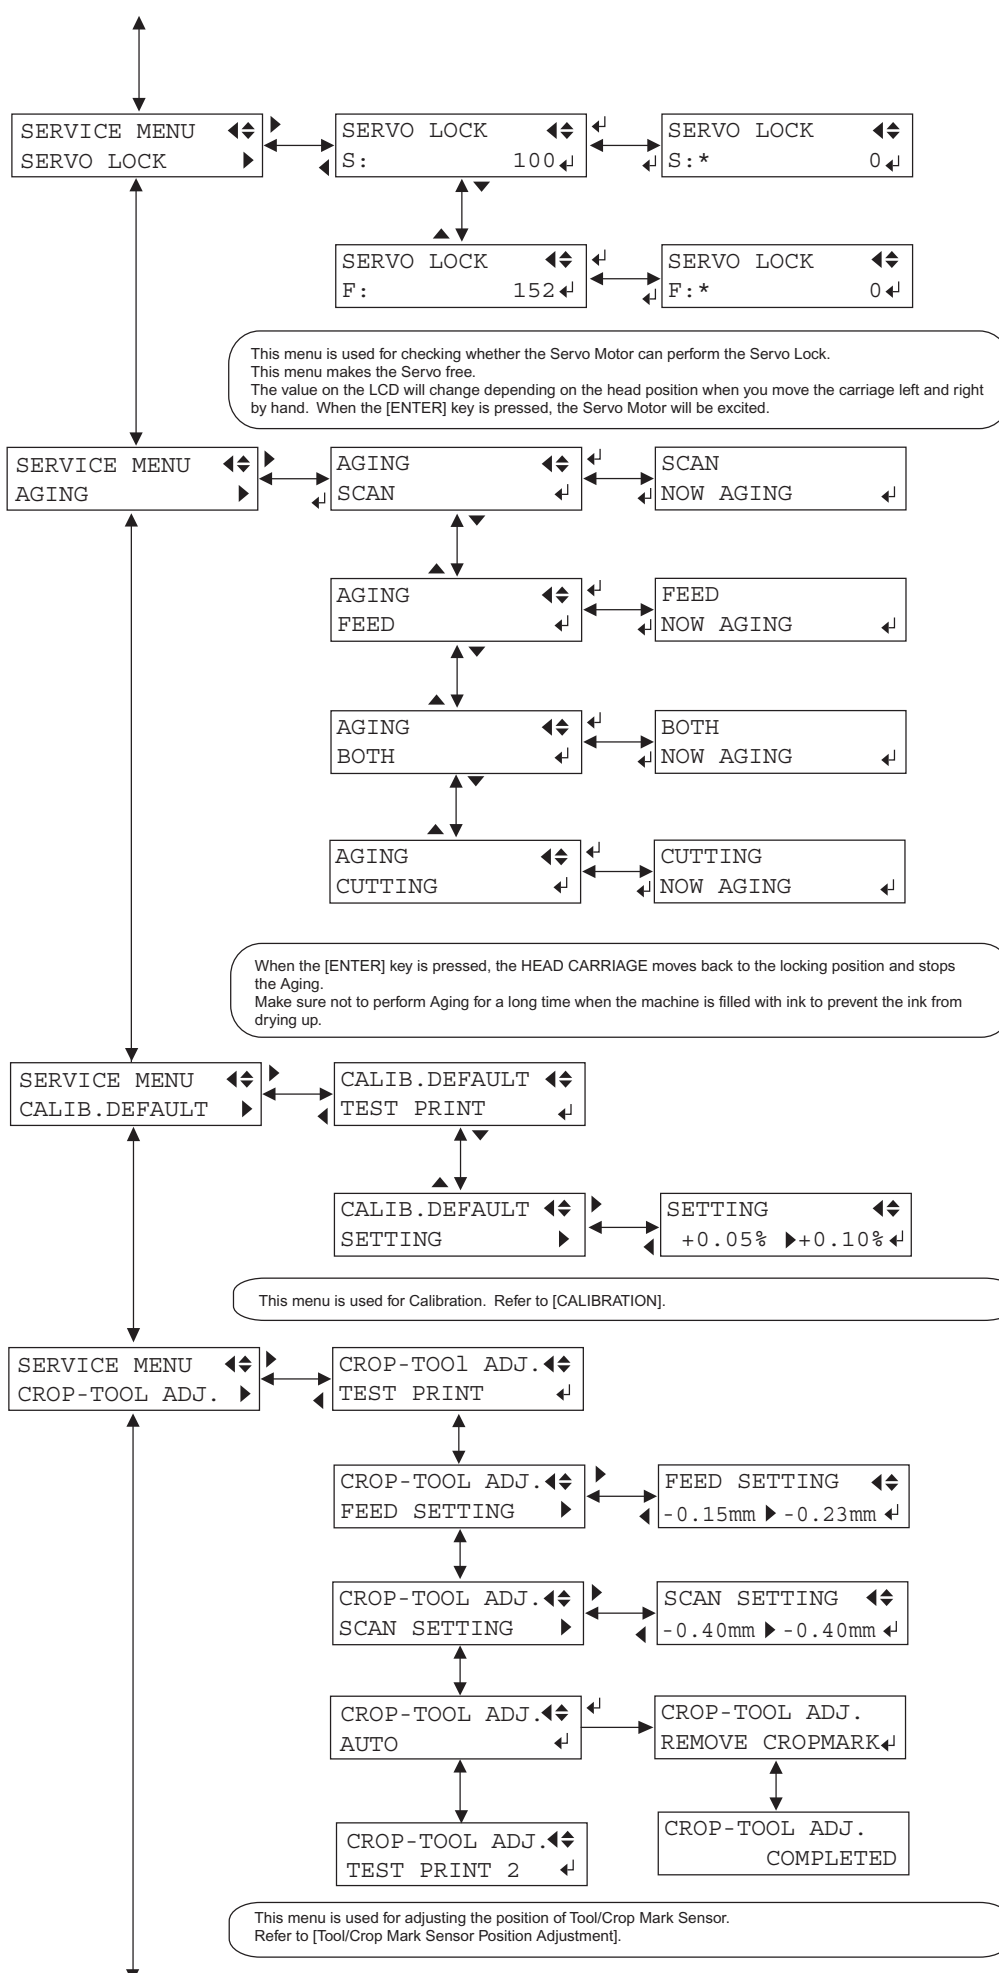 SERVICE MENU
SERVO LOCK
SERVO LOCK
S: 100
SERVO LOCK
S:* 0
SERVO LOCK
F: 152
SERVO LOCK
F:* 0
This menu is used for checking whether the Servo Motor can perform the Servo Lock.
This menu makes the Servo free.
The value on the LCD will change depending on the head position when you move the carriage left and right
by hand. When the [ENTER] key is pressed, the Servo Motor will be excited.
SERVICE MENU
AGING
AGING
SCAN
SCAN
NOW AGING
AGING
FEED
FEED
NOW AGING
AGING
BOTH
BOTH
NOW AGING
AGING
CUTTING
CUTTING
NOW AGING
When the [ENTER] key is pressed, the HEAD CARRIAGE moves back to the locking position and stops
the Aging.
Make sure not to perform Aging for a long time when the machine is filled with ink to prevent the ink from
drying up.
SERVICE MENU
CALIB.DEFAULT
CALIB.DEFAULT
TEST PRINT
CALIB.DEFAULT
SETTING
SETTING
+0.05% ▶+0.10%
This menu is used for Calibration. Refer to [CALIBRATION].
SERVICE MENU
CROP-TOOL ADJ.
CROP-TOOl ADJ.
TEST PRINT
CROP-TOOL ADJ.
FEED SETTING
FEED SETTING
-0.15mm ▶ -0.23mm
CROP-TOOL ADJ.
SCAN SETTING
SCAN SETTING
-0.40mm ▶ -0.40mm
CROP-TOOL ADJ.
AUTO
CROP-TOOL ADJ.
REMOVE CROPMARK
CROP-TOOL ADJ.
TEST PRINT 2
CROP-TOOL ADJ.
COMPLETED
This menu is used for adjusting the position of Tool/Crop Mark Sensor.
Refer to [Tool/Crop Mark Sensor Position Adjustment].